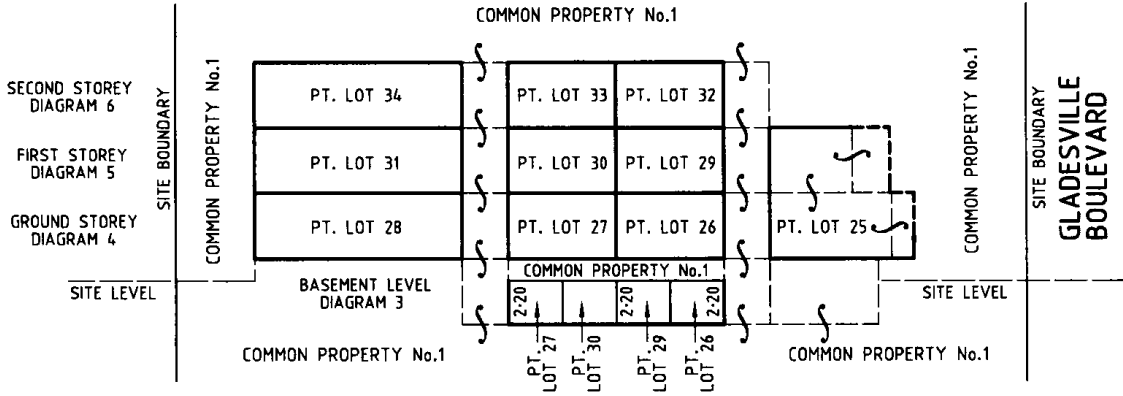 COMMON PROPERTY No.1
SECOND STOREY
DIAGRAM 6
FIRST STOREY
DIAGRAM 5
GROUND STOREY
DIAGRAM 4
SITE LEVEL
SITE BOUNDARY
COMMON PROPERTY No.1
PT. LOT 34
PT. LOT 33
PT. LOT 32
PT. LOT 31
PT. LOT 30
PT. LOT 29
PT. LOT 28
PT. LOT 27
PT. LOT 26
PT. LOT 25
COMMON PROPERTY No.1
BASEMENT LEVEL
DIAGRAM 3
2·20
2·20
2·20
PT.
LOT 27
PT.
LOT 30
PT.
LOT 29
PT.
LOT 26
COMMON PROPERTY No.1
COMMON PROPERTY No.1
COMMON PROPERTY No.1
SITE LEVEL
SITE BOUNDARY
GLADESVILLE
BOULEVARD